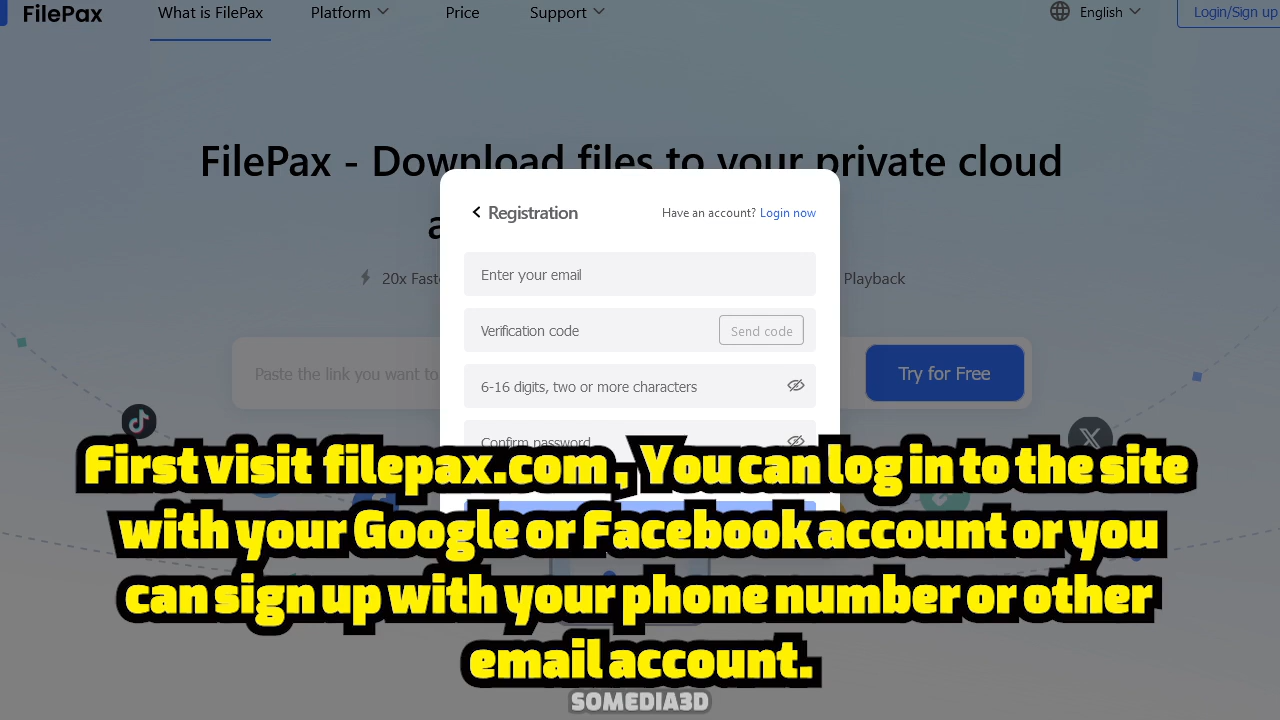 FilePax
What is FilePax
Platform
Price
Support
English
Login/Sign up
FilePax - Download files to your private cloud
Registration
Have an account? Login now
Enter your email
20x Fast
Playback
Verification code
Send code
Paste the link you want to
Try for Free
6-16 digits, two or more characters
Confirm password
First visit filepax.com , You can log in to the site
with your Google or Facebook account or you
can sign up with your phone number or other
email account.
SOMEDIA3D